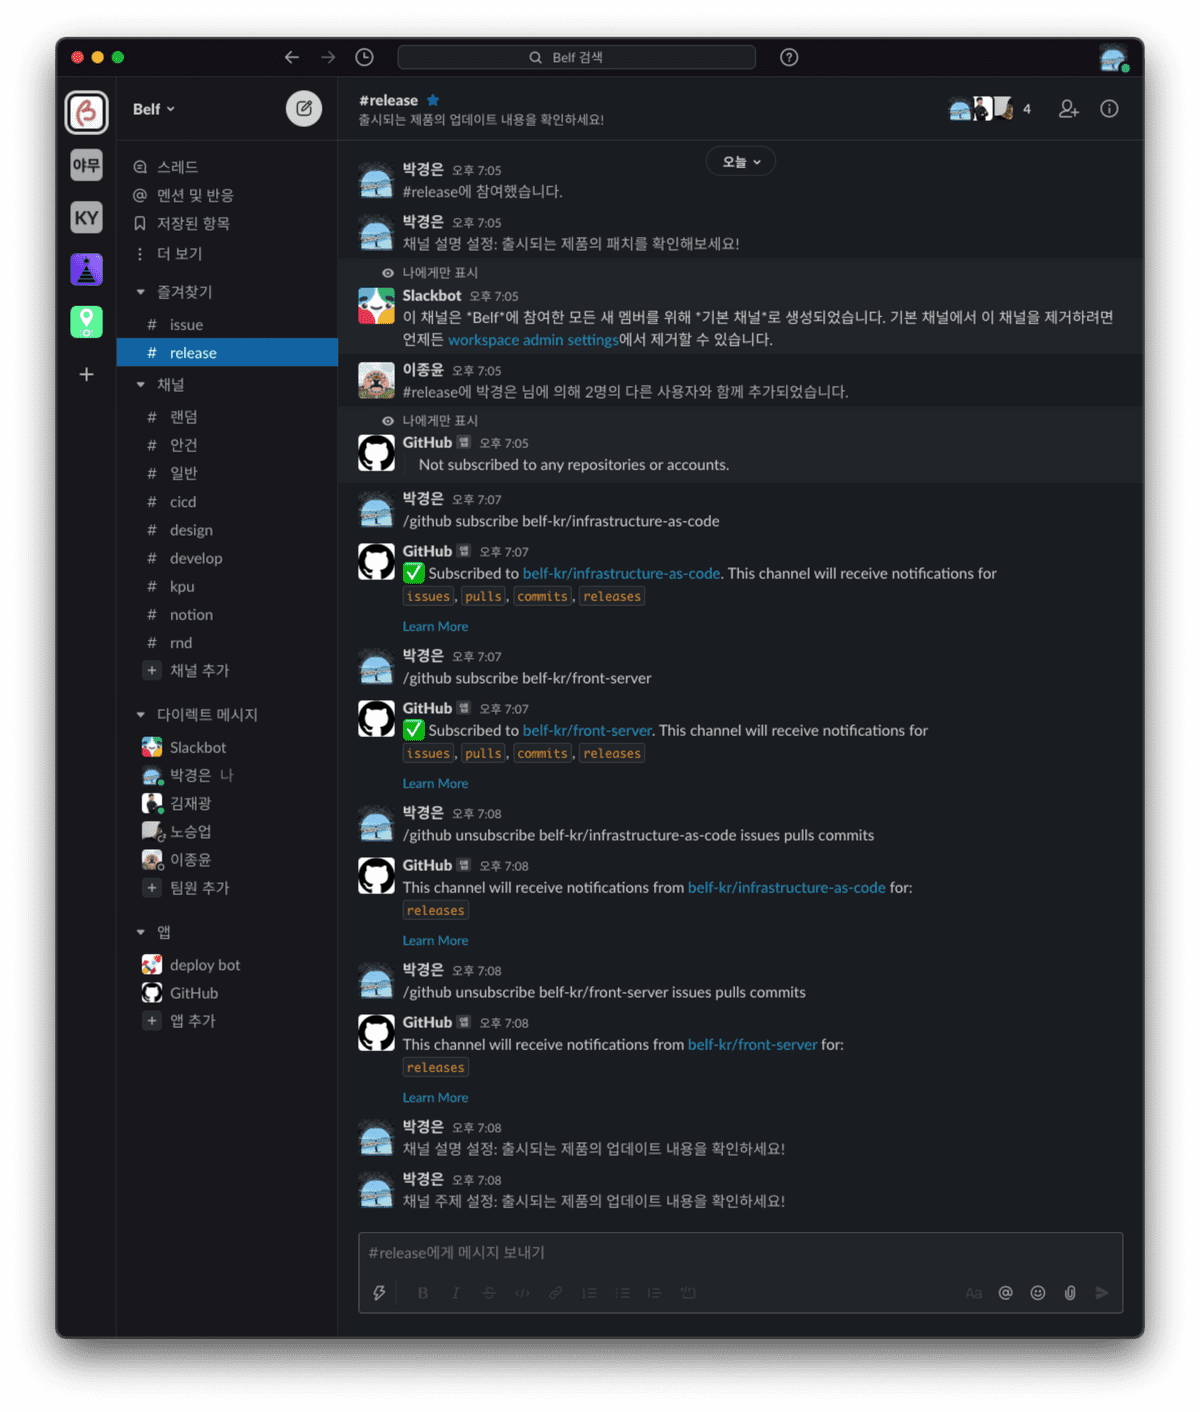 Belf 검색
Belf
야무
KY
스레드
멘션 및 반응
저장된 항목
더 보기
즐겨찾기
# issue
# release
채널
# 랜덤
# 안건
# 일반
# cicd
# design
# develop
# kpu
# notion
# rnd
+ 채널 추가
다이렉트 메시지
Slackbot
박경은 나
김재광
노승업
이종윤
+ 팀원 추가
앱
deploy bot
GitHub
+ 앱 추가
#release
출시되는 제품의 업데이트 내용을 확인하세요!
4
오늘
박경은 오후 7:05
#release에 참여했습니다.
박경은 오후 7:05
채널 설명 설정: 출시되는 제품의 패치를 확인해보세요!
나에게만 표시
Slackbot 오후 7:05
이 채널은 *Belf*에 참여한 모든 새 멤버를 위해 *기본 채널*로 생성되었습니다. 기본 채널에서 이 채널을 제거하려면
언제든 workspace admin settings에서 제거할 수 있습니다.
이종윤 오후 7:05
#release에 박경은 님에 의해 2명의 다른 사용자와 함께 추가되었습니다.
나에게만 표시
GitHub 앱 오후 7:05
Not subscribed to any repositories or accounts.
박경은 오후 7:07
/github subscribe belf-kr/infrastructure-as-code
GitHub 앱 오후 7:07
✅ Subscribed to belf-kr/infrastructure-as-code. This channel will receive notifications for
issues, pulls, commits, releases
Learn More
박경은 오후 7:07
/github subscribe belf-kr/front-server
GitHub 앱 오후 7:07
✅ Subscribed to belf-kr/front-server. This channel will receive notifications for
issues, pulls, commits, releases
Learn More
박경은 오후 7:08
/github unsubscribe belf-kr/infrastructure-as-code issues pulls commits
GitHub 앱 오후 7:08
This channel will receive notifications from belf-kr/infrastructure-as-code for:
releases
Learn More
박경은 오후 7:08
/github unsubscribe belf-kr/front-server issues pulls commits
GitHub 앱 오후 7:08
This channel will receive notifications from belf-kr/front-server for:
releases
Learn More
박경은 오후 7:08
채널 설명 설정: 출시되는 제품의 업데이트 내용을 확인하세요!
박경은 오후 7:08
채널 주제 설정: 출시되는 제품의 업데이트 내용을 확인하세요!
#release에게 메시지 보내기
B I S </> Aa @